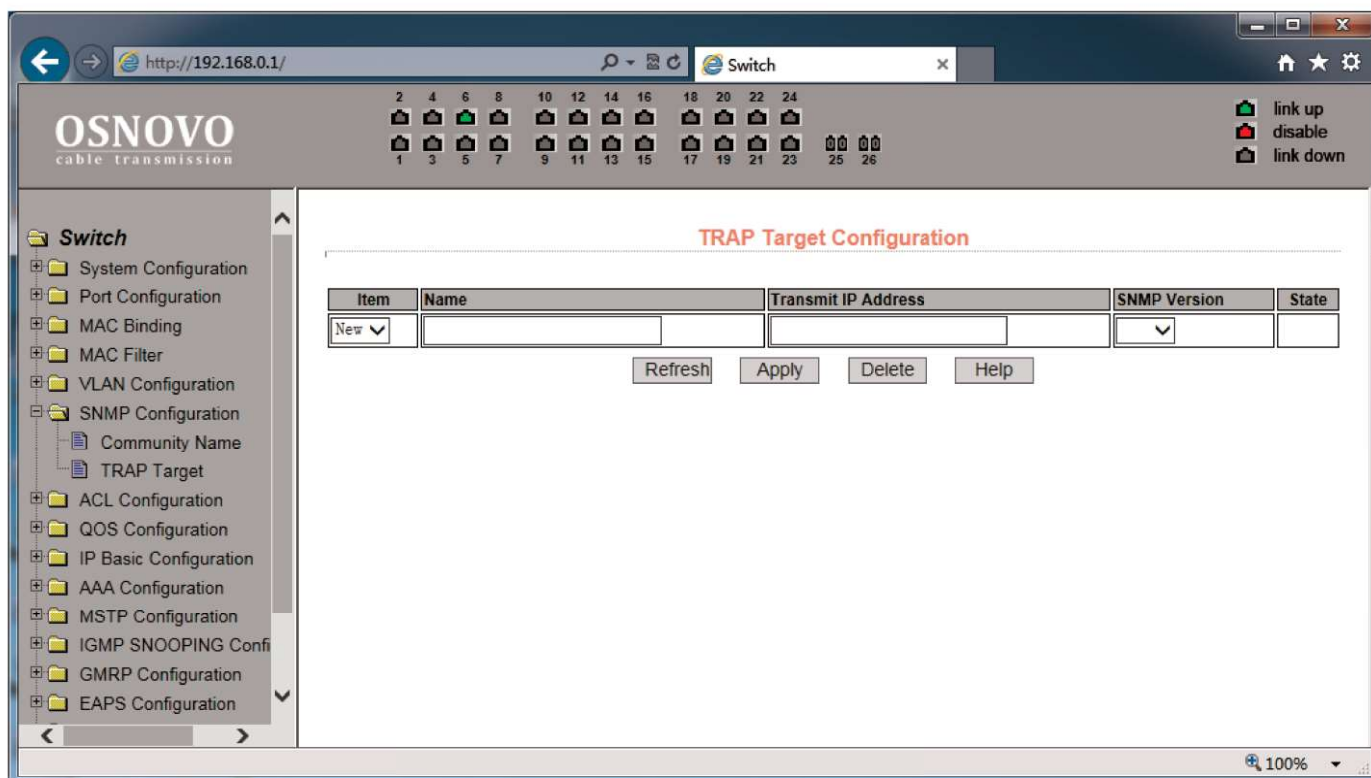 http://192.168.0.1/
Switch
OSNOVO
cable transmission
2 4 6 8 10 12 14 16 18 20 22 24
1 3 5 7 9 11 13 15 17 19 21 23 25 26
link up
disable
link down
Switch
System Configuration
Port Configuration
MAC Binding
MAC Filter
VLAN Configuration
SNMP Configuration
Community Name
TRAP Target
ACL Configuration
QOS Configuration
IP Basic Configuration
AAA Configuration
MSTP Configuration
IGMP SNOOPING Confi
GMRP Configuration
EAPS Configuration
TRAP Target Configuration
Item Name Transmit IP Address SNMP Version State
New
Refresh Apply Delete Help
100%